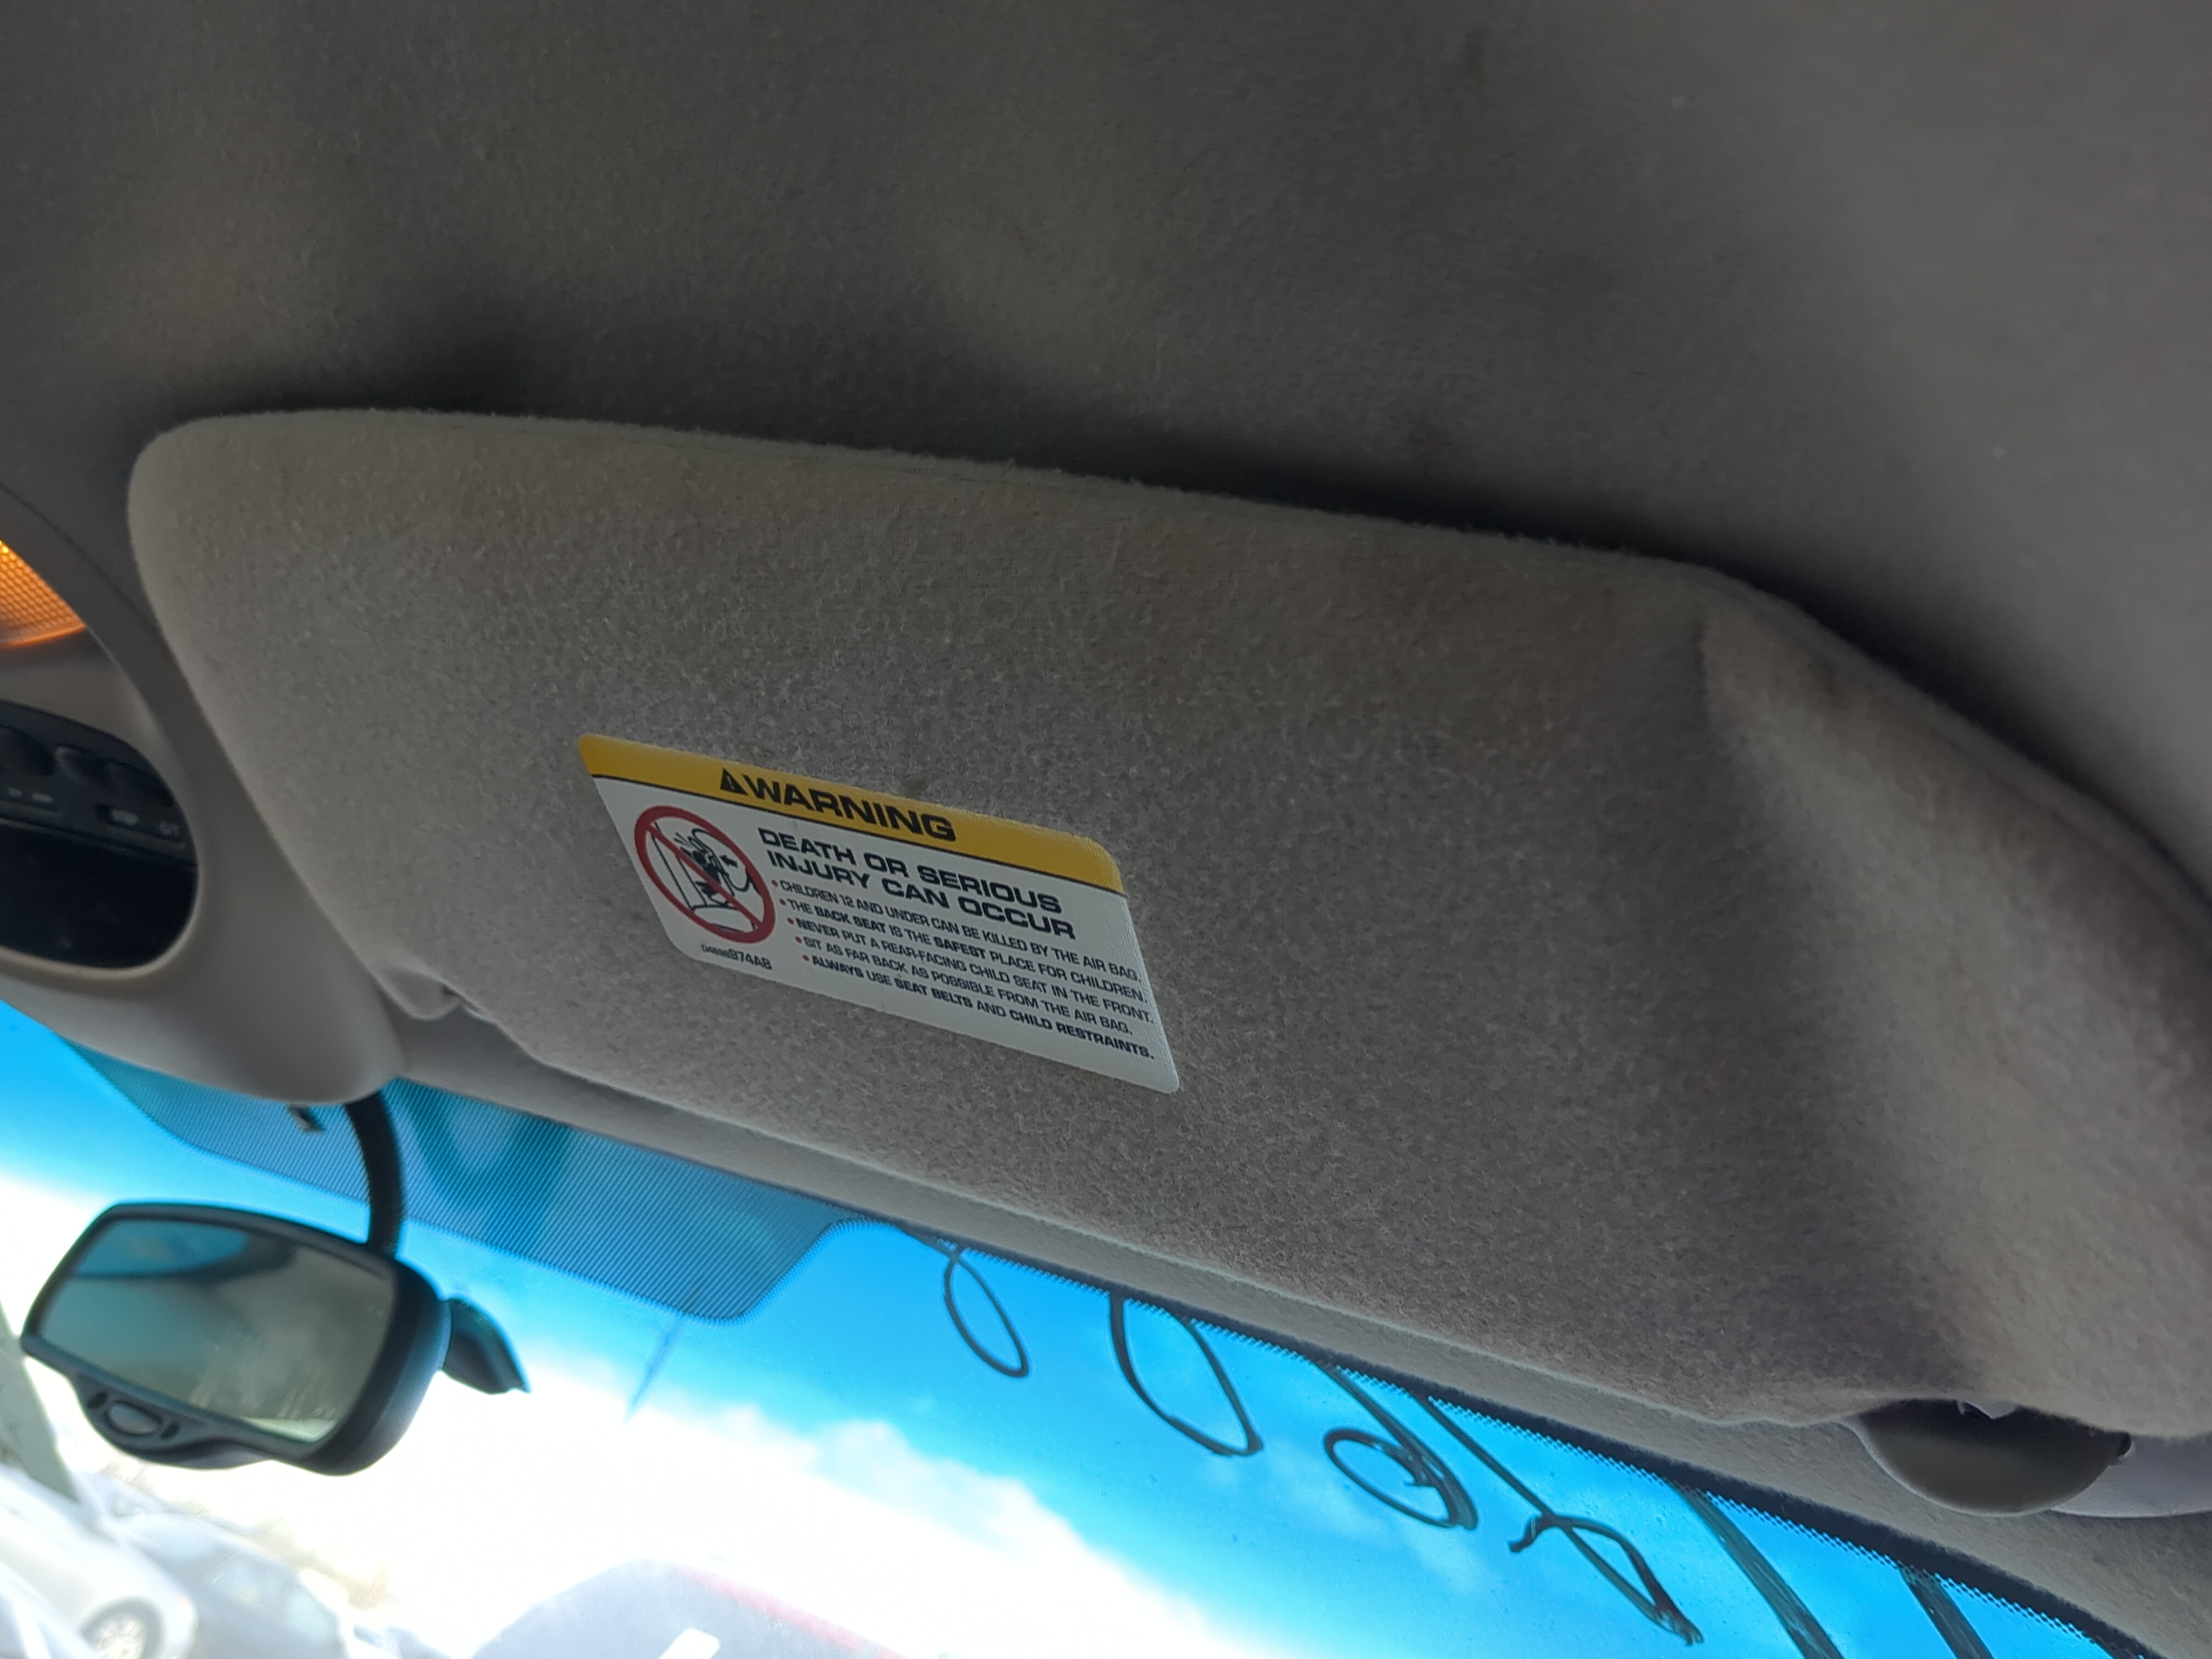 WARNING
DEATH OR SERIOUS
INJURY CAN OCCUR
• CHILDREN 12 AND UNDER CAN BE KILLED BY THE AIR BAG.
• THE BACK SEAT IS THE SAFEST PLACE FOR CHILDREN.
• NEVER PUT A REAR-FACING CHILD SEAT IN THE FRONT.
• SIT AS FAR BACK AS POSSIBLE FROM THE AIR BAG.
• ALWAYS USE SEAT BELTS AND CHILD RESTRAINTS.